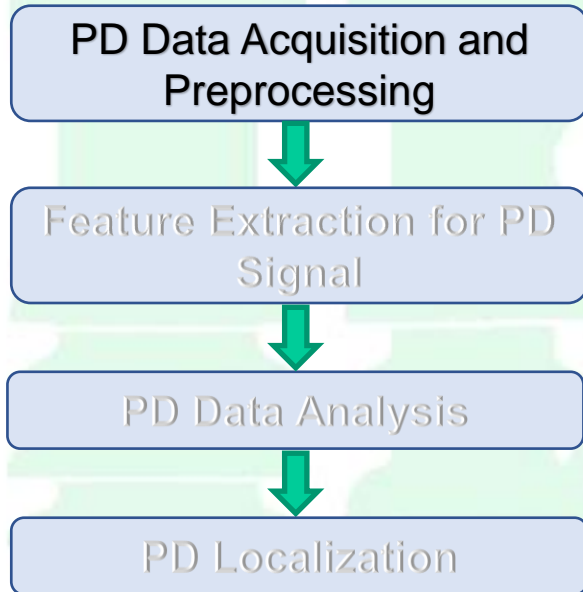 PD Data Acquisition and
Preprocessing
Feature Extraction for PD
Signal
PD Data Analysis
PD Localization